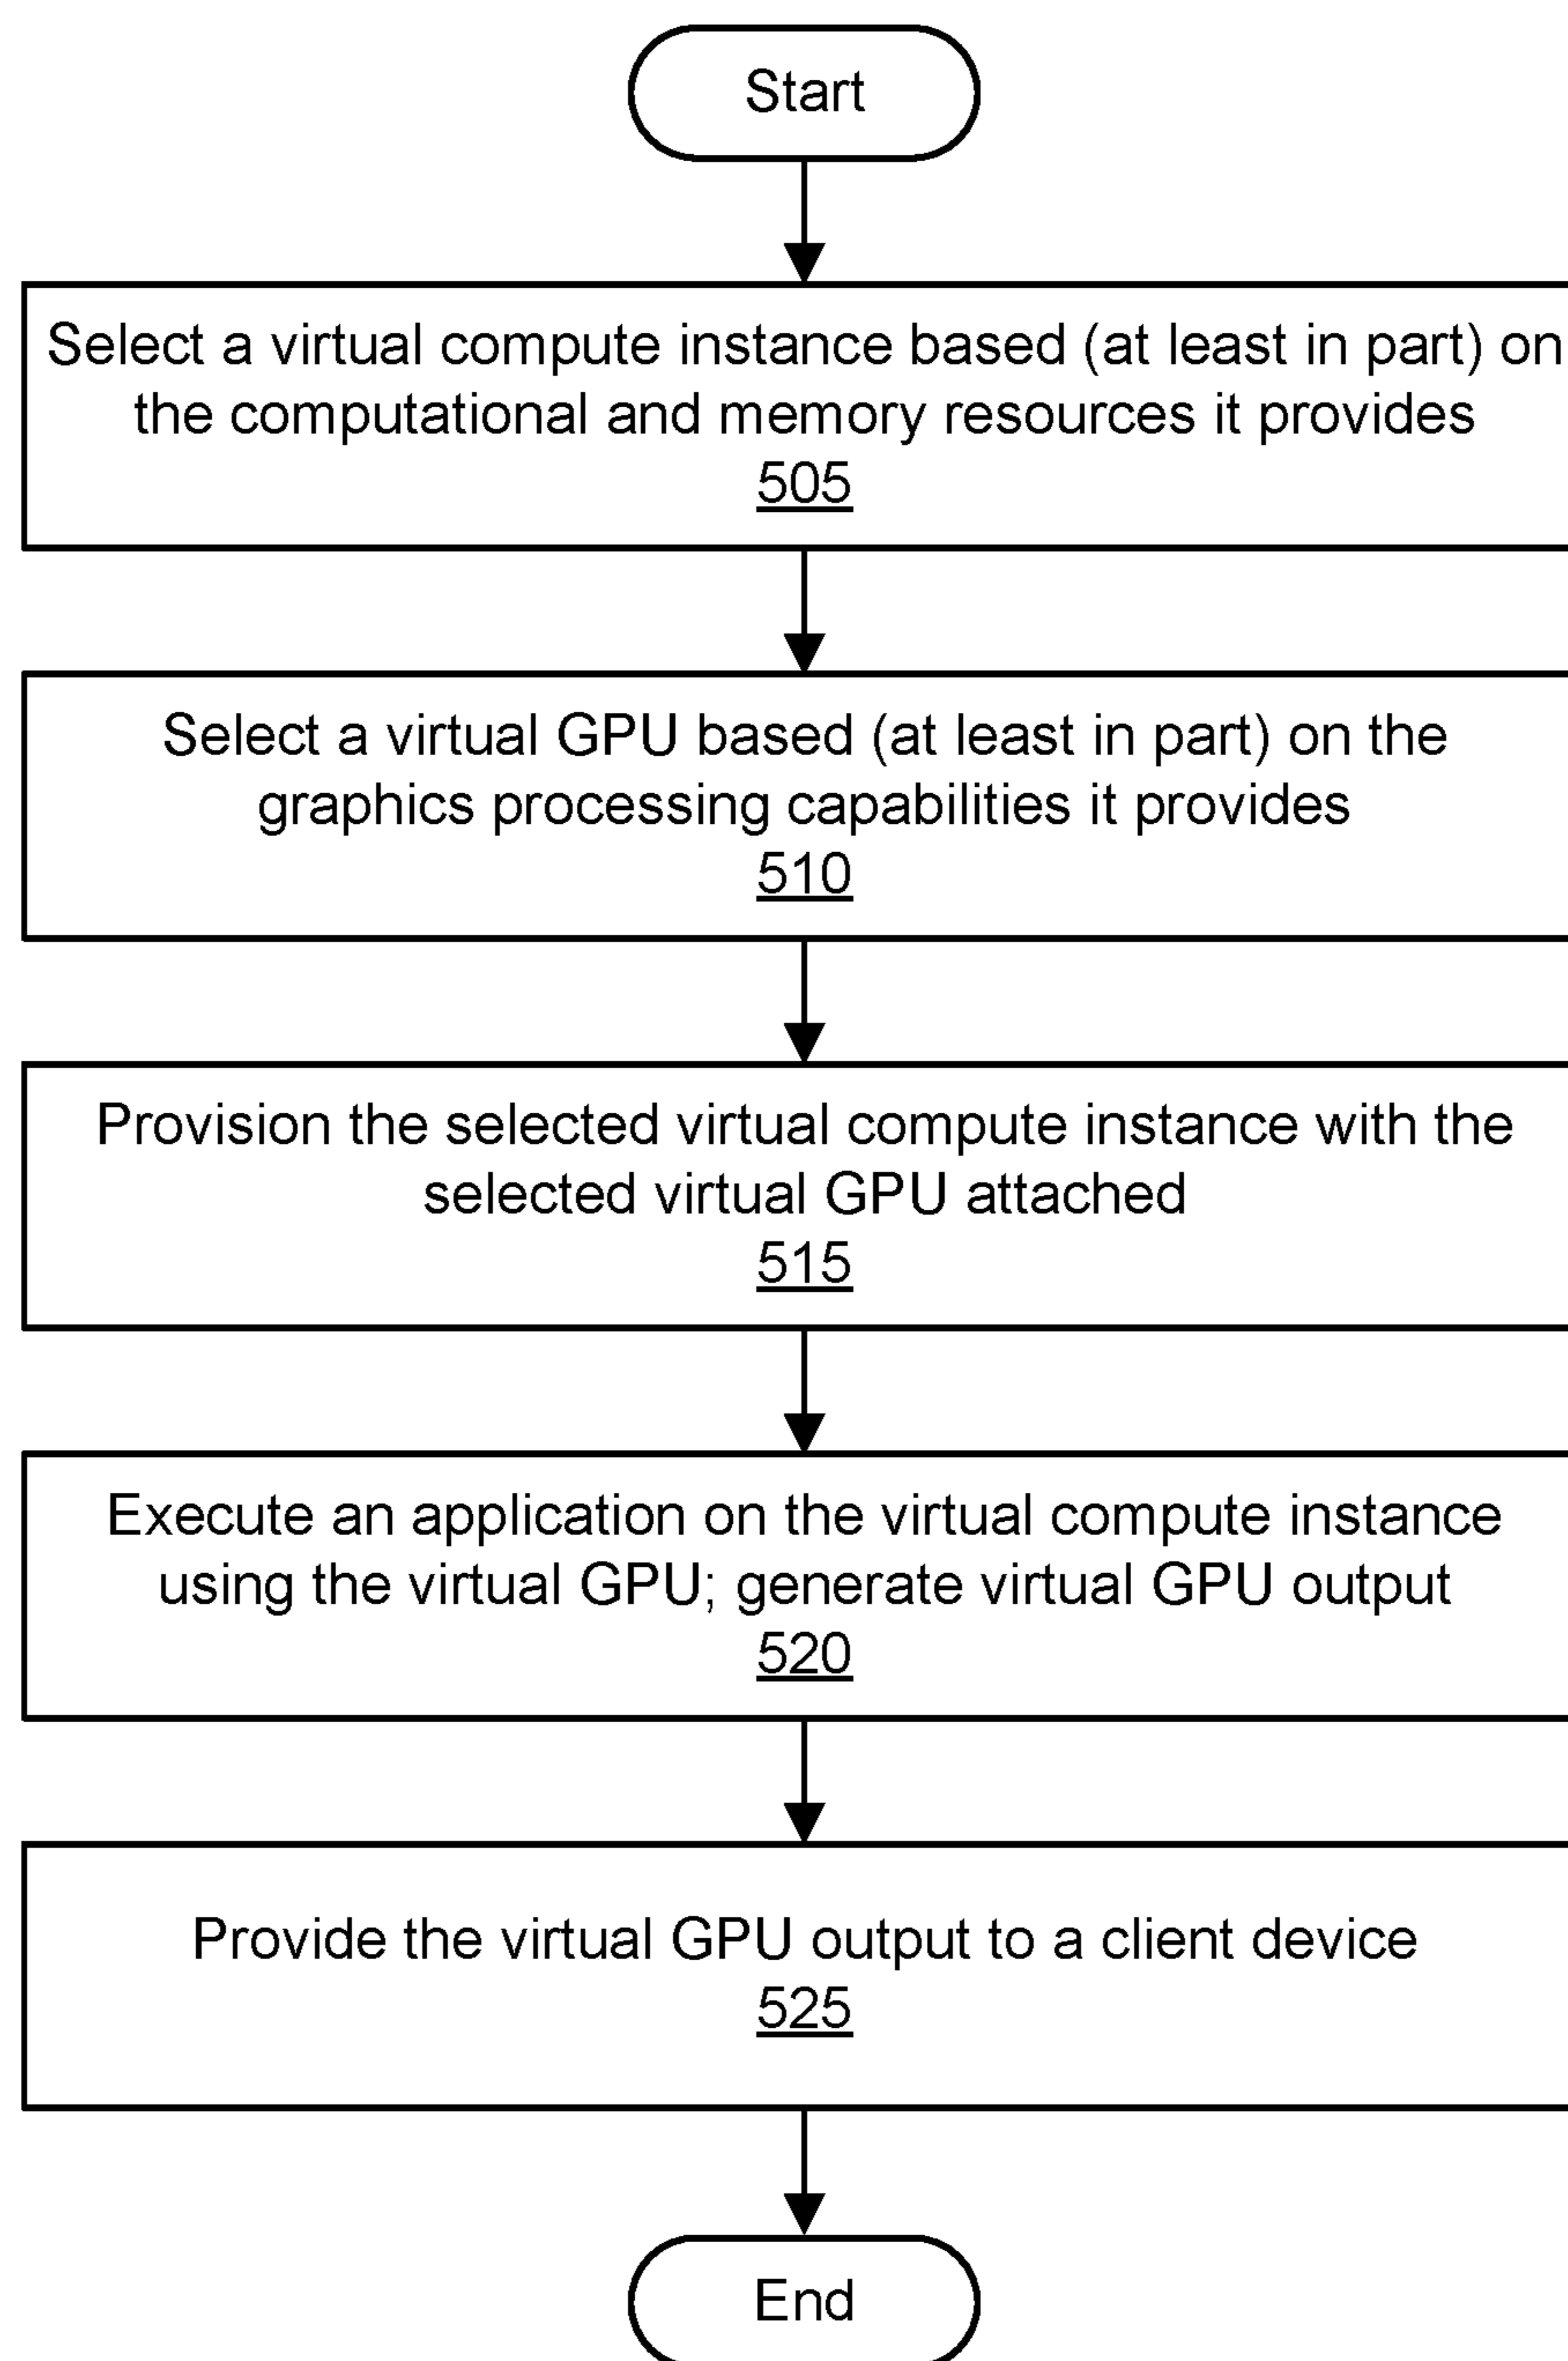 Start
Select a virtual compute instance based (at least in part) on
the computational and memory resources it provides
505
Select a virtual GPU based (at least in part) on the
graphics processing capabilities it provides
510
Provision the selected virtual compute instance with the
selected virtual GPU attached
515
Execute an application on the virtual compute instance
using the virtual GPU; generate virtual GPU output
520
Provide the virtual GPU output to a client device
525
End